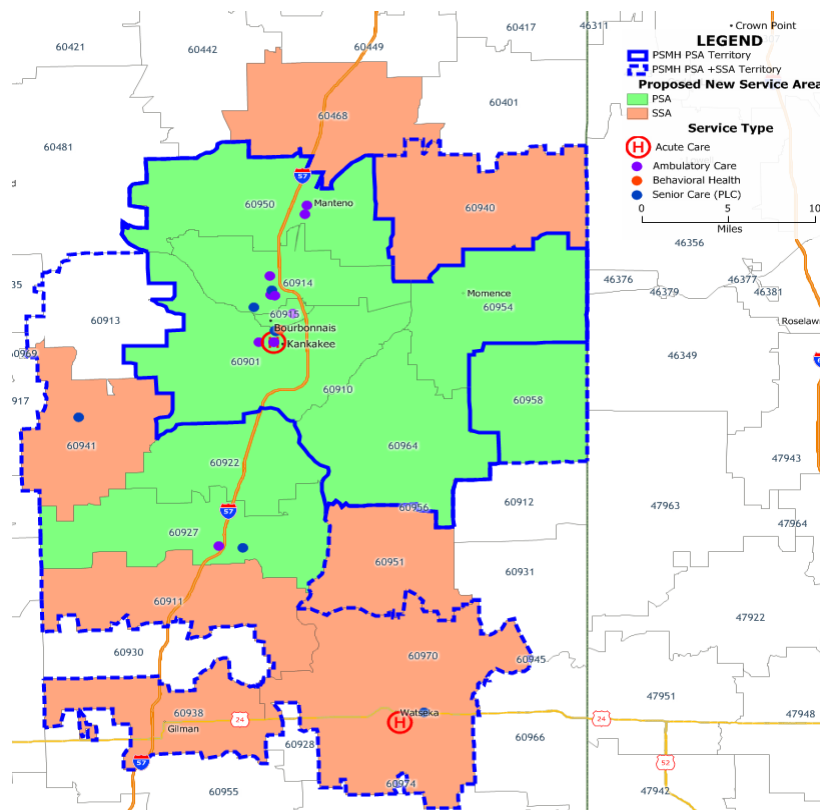 60417
46311
Crown Point
60421
60442
60449
LEGEND
PSMH PSA Territory
PSMH PSA +SSA Territory
Proposed New Service Area
PSA
SSA
60401
60468
Service Type
60481
H Acute Care
Ambulatory Care
Behavioral Health
Senior Care (PLC)
57
60950
Manteno
60940
0 5 10
Miles
46356
46376
46377
46379
46381
60914
Momence
60954
60915
60913
Bourbonnais
Kankakee
Roselawn
60969
60901
46349
60910
60917
60958
60941
60964
60922
47943
60912
47963
57
60956
47964
60927
60951
60931
60911
47922
60930
60970
60945
47951
60938
Watseka
24
H
24
47948
Gilman
60928
60966
57
52
60974
60955
47942